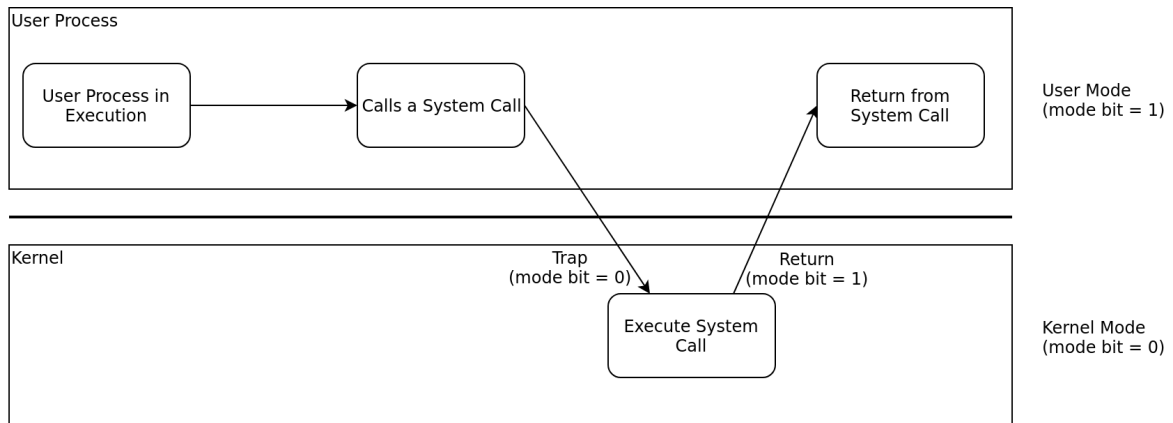 User Process
User Process in
Execution
Calls a System Call
Return from
System Call
User Mode
(mode bit = 1)
Kernel
Trap
(mode bit = 0)
Return
(mode bit = 1)
Execute System
Call
Kernel Mode
(mode bit = 0)